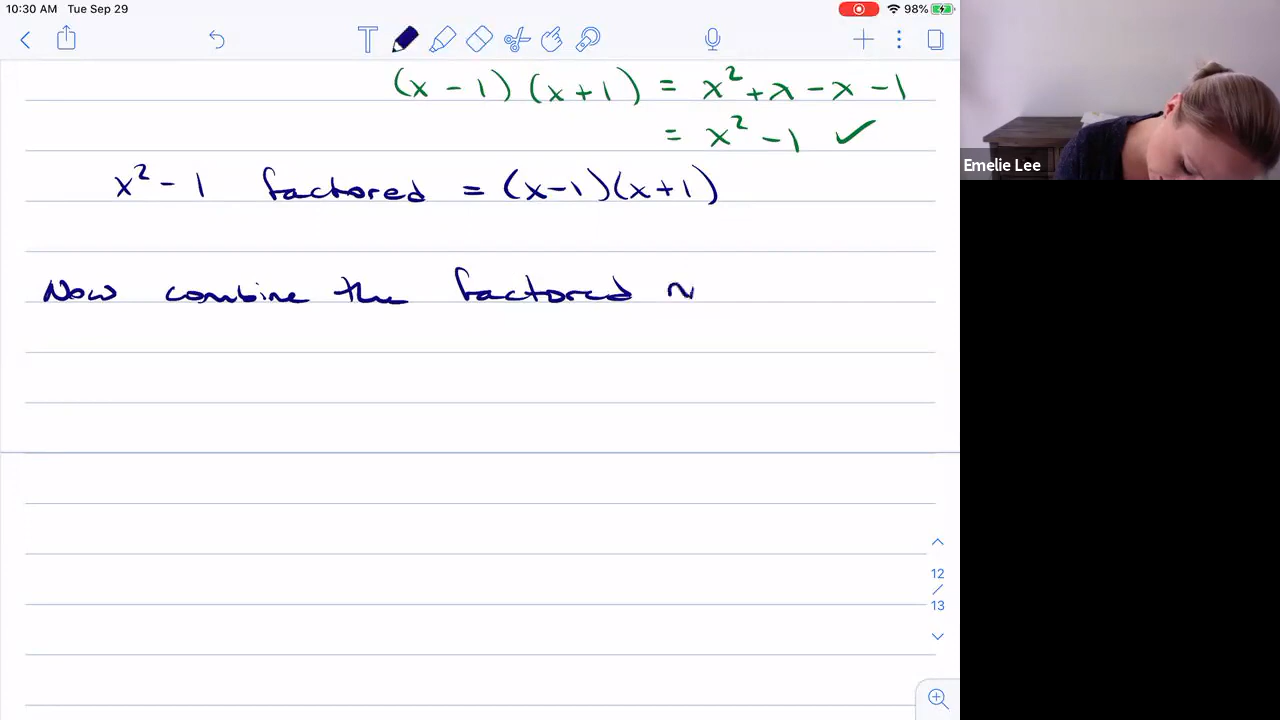 10:30 AM Tue Sep 29
98%
(x - 1) (x + 1) = x² + x - x - 1
= x² - 1 ✓
Emelie Lee
x² - 1 factored = (x-1)(x+1)
Now combine the factored
12
/
13